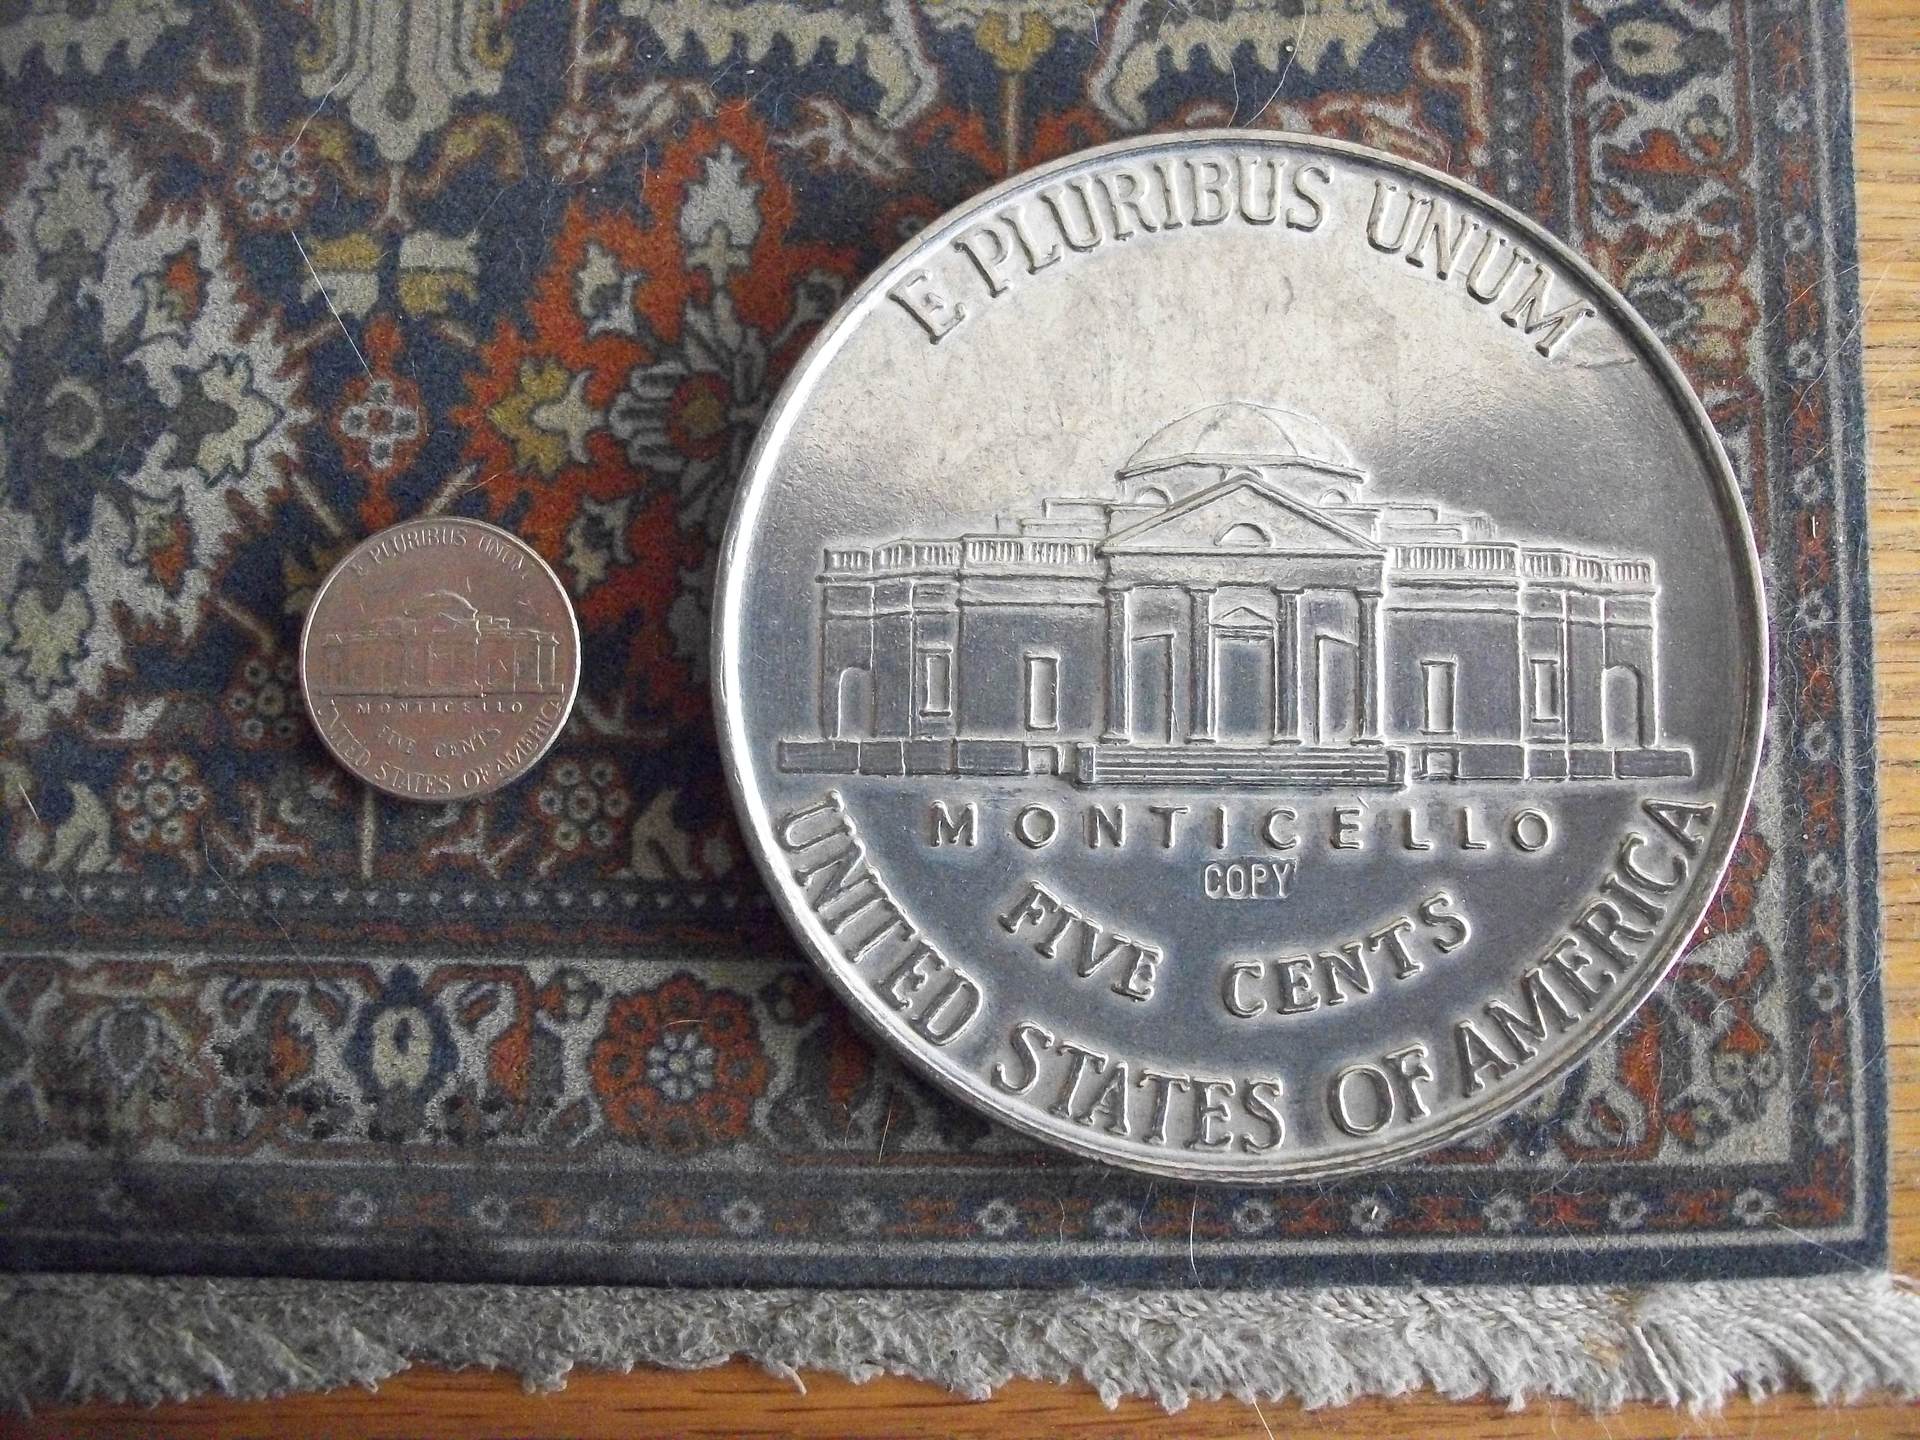 E PLURIBUS UNUM
MONTICELLO
FIVE CENTS
UNITED STATES OF AMERICA
E PLURIBUS UNUM
MONTICELLO
COPY
FIVE CENTS
UNITED STATES OF AMERICA